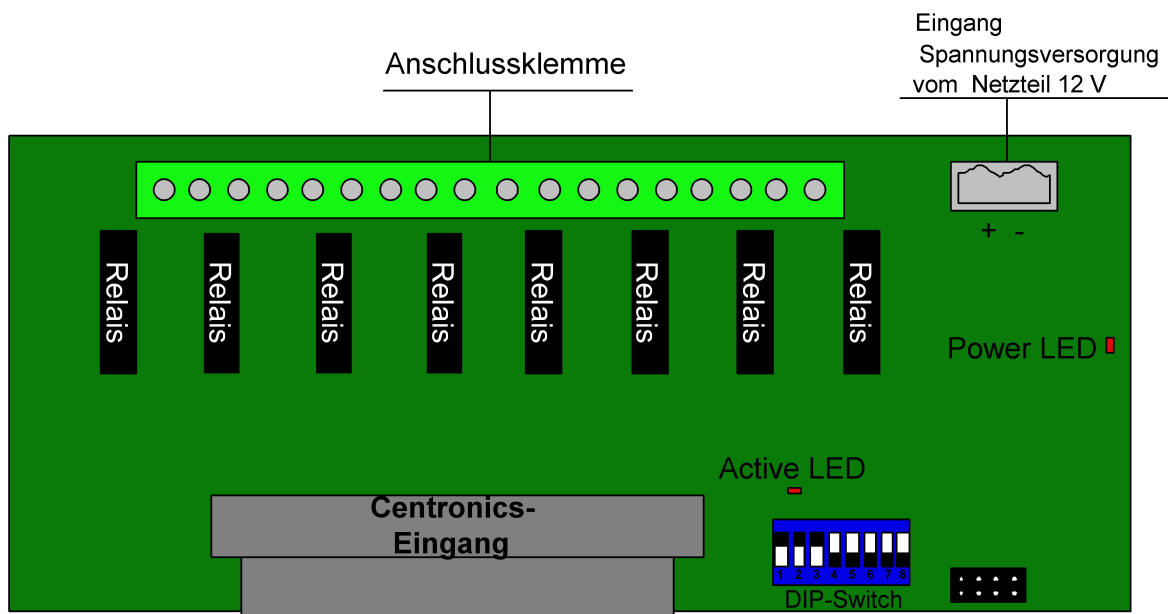 Eingang
Spannungsversorgung
vom Netzteil 12 V
Anschlussklemme
+ -
Relais
Relais
Relais
Relais
Relais
Relais
Relais
Relais
Power LED
Active LED
Centronics-
Eingang
1 2 3 4 5 6 7 8
DIP-Switch